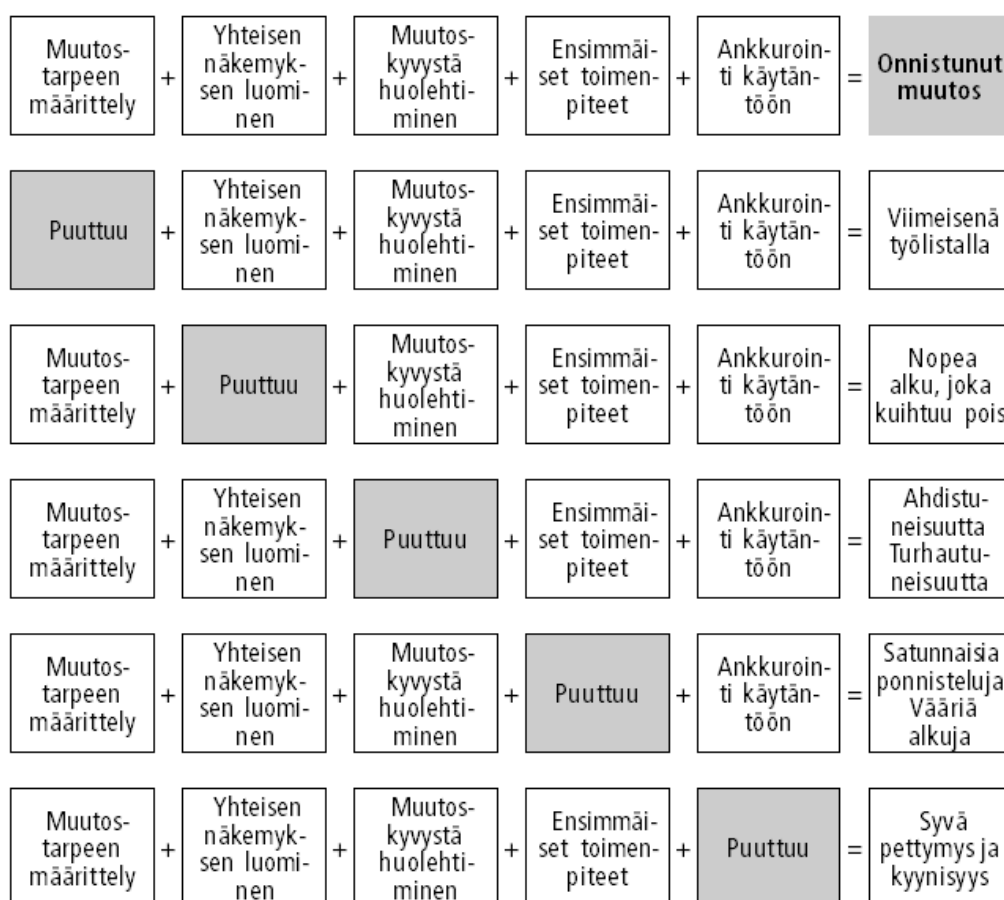 Muutos-
tarpeen
määrittely
+
Yhteisen
näkemyk-
sen luomi-
nen
+
Muutos-
kyvystä
huolehti-
minen
+
Ensimmäi-
set toimen-
piteet
+
Ankkuroin-
ti käytän-
töön
=
Onnistunut
muutos
Puuttuu
+
Yhteisen
näkemyk-
sen luomi-
nen
+
Muutos-
kyvystä
huolehti-
minen
+
Ensimmäi-
set toimen-
piteet
+
Ankkuroin-
ti käytän-
töön
=
Viimeisenä
työlistalla
Muutos-
tarpeen
määrittely
+
Puuttuu
+
Muutos-
kyvystä
huolehti-
minen
+
Ensimmäi-
set toimen-
piteet
+
Ankkuroin-
ti käytän-
töön
=
Nopea
alku, joka
kuihtuu pois
Muutos-
tarpeen
määrittely
+
Yhteisen
näkemyk-
sen luomi-
nen
+
Puuttuu
+
Ensimmäi-
set toimen-
piteet
+
Ankkuroin-
ti käytän-
töön
=
Ahdistu-
neisuutta
Turhautu-
neisuutta
Muutos-
tarpeen
määrittely
+
Yhteisen
näkemyk-
sen luomi-
nen
+
Muutos-
kyvystä
huolehti-
minen
+
Puuttuu
+
Ankkuroin-
ti käytän-
töön
=
Satunnaisia
ponnisteluja
Vääriä
alkuja
Muutos-
tarpeen
määrittely
+
Yhteisen
näkemyk-
sen luomi-
nen
+
Muutos-
kyvystä
huolehti-
minen
+
Ensimmäi-
set toimen-
piteet
+
Puuttuu
=
Syvä
pettymys ja
kyynisyys